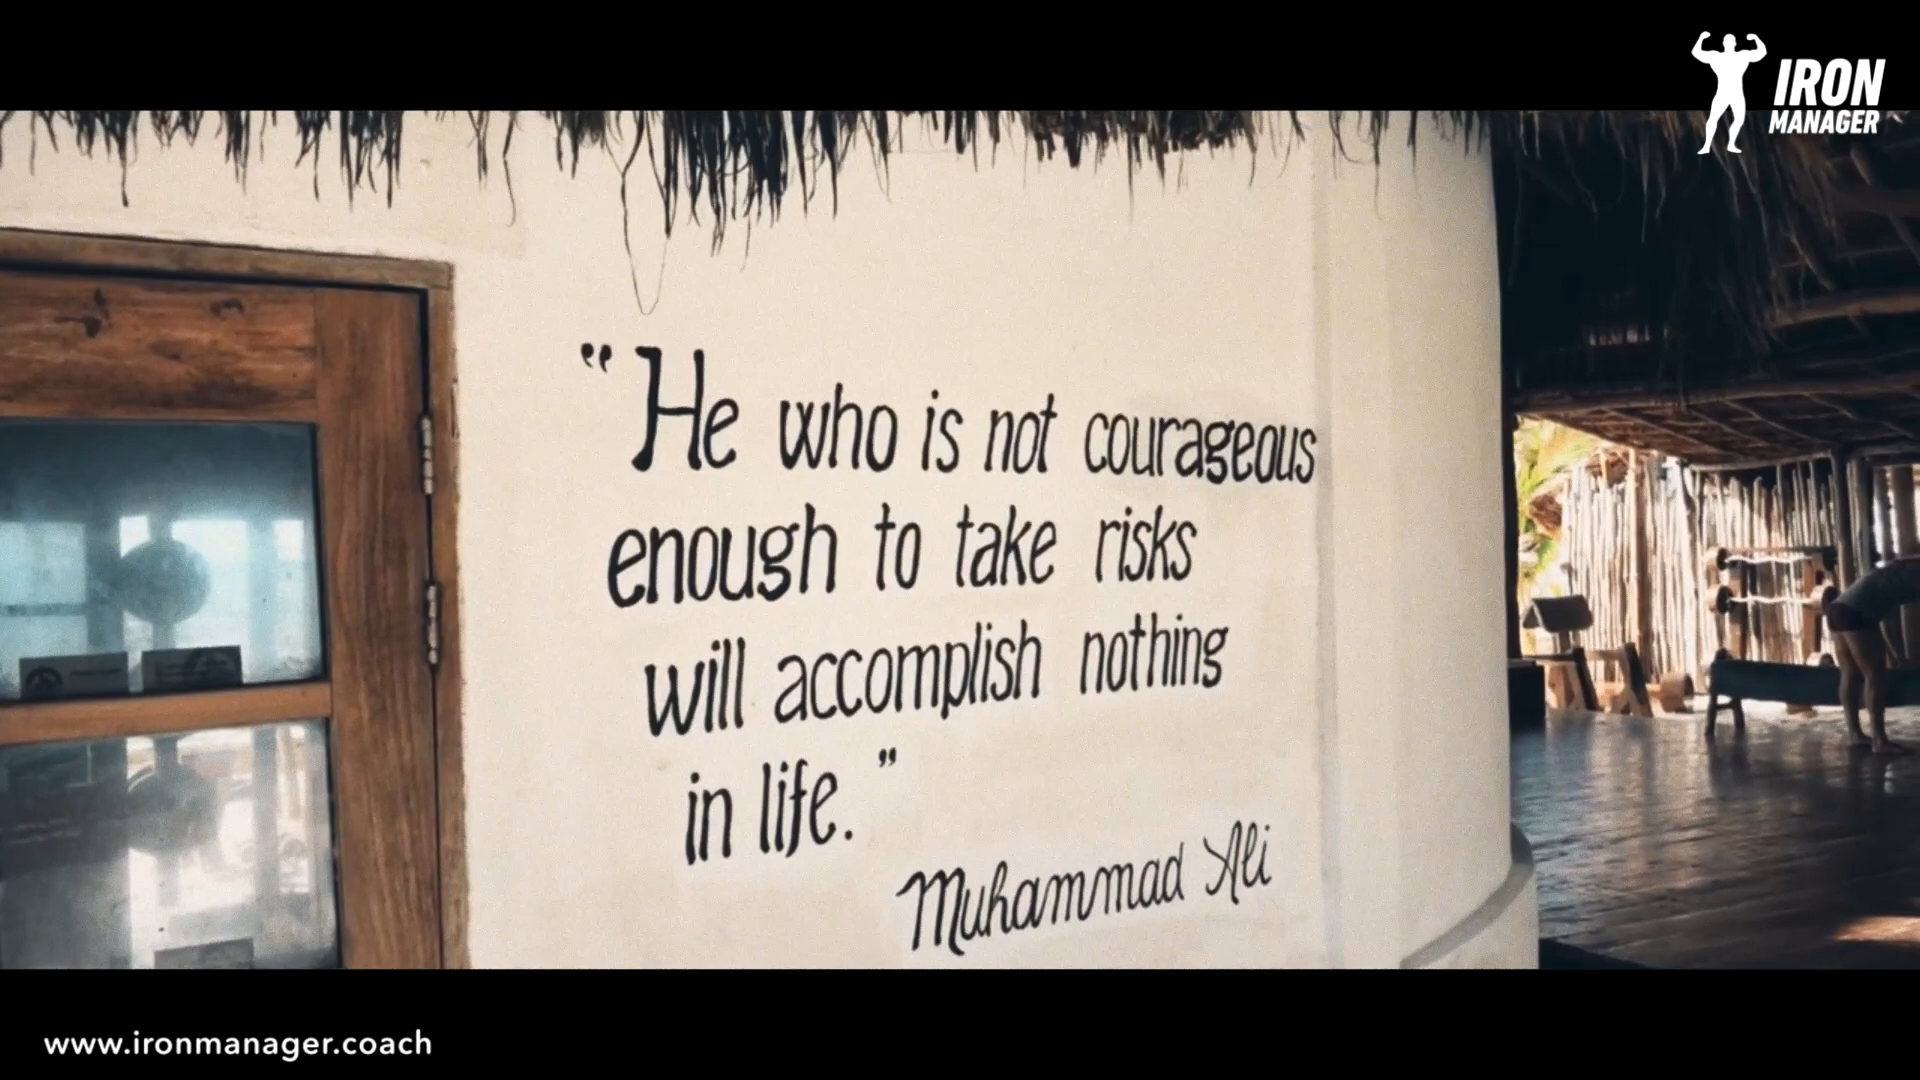 IRON
MANAGER
"He who is not courageous
enough to take risks
will accomplish nothing
in life."
Muhammad Ali
www.ironmanager.coach